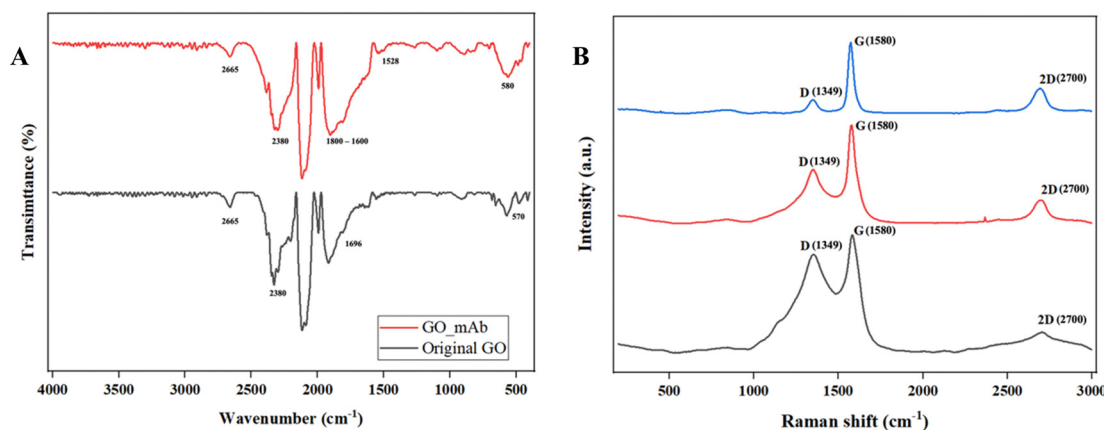 A
Transimittance (%)
2665
2380
1800 – 1600
1528
580
2665
2380
1696
570
GO_mAb
Original GO
4000 3500 3000 2500 2000 1500 1000 500
Wavenumber (cm⁻¹)
B
Intensity (a.u.)
G (1580)
D (1349)
2D (2700)
G (1580)
D (1349)
2D (2700)
G (1580)
D (1349)
2D (2700)
500 1000 1500 2000 2500 3000
Raman shift (cm⁻¹)